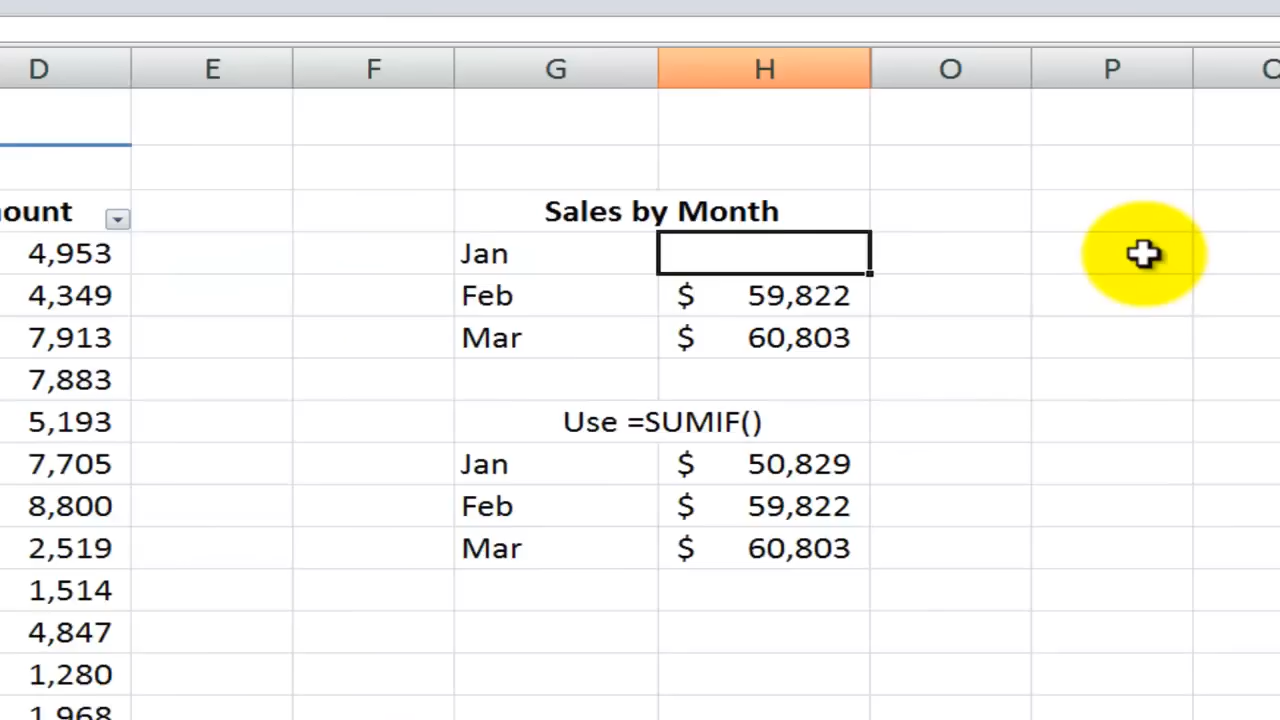 D E F G H O P
ount Sales by Month
4,953 Jan
4,349 Feb $ 59,822
7,913 Mar $ 60,803
7,883
5,193 Use =SUMIF()
7,705 Jan $ 50,829
8,800 Feb $ 59,822
2,519 Mar $ 60,803
1,514
4,847
1,280
1,968